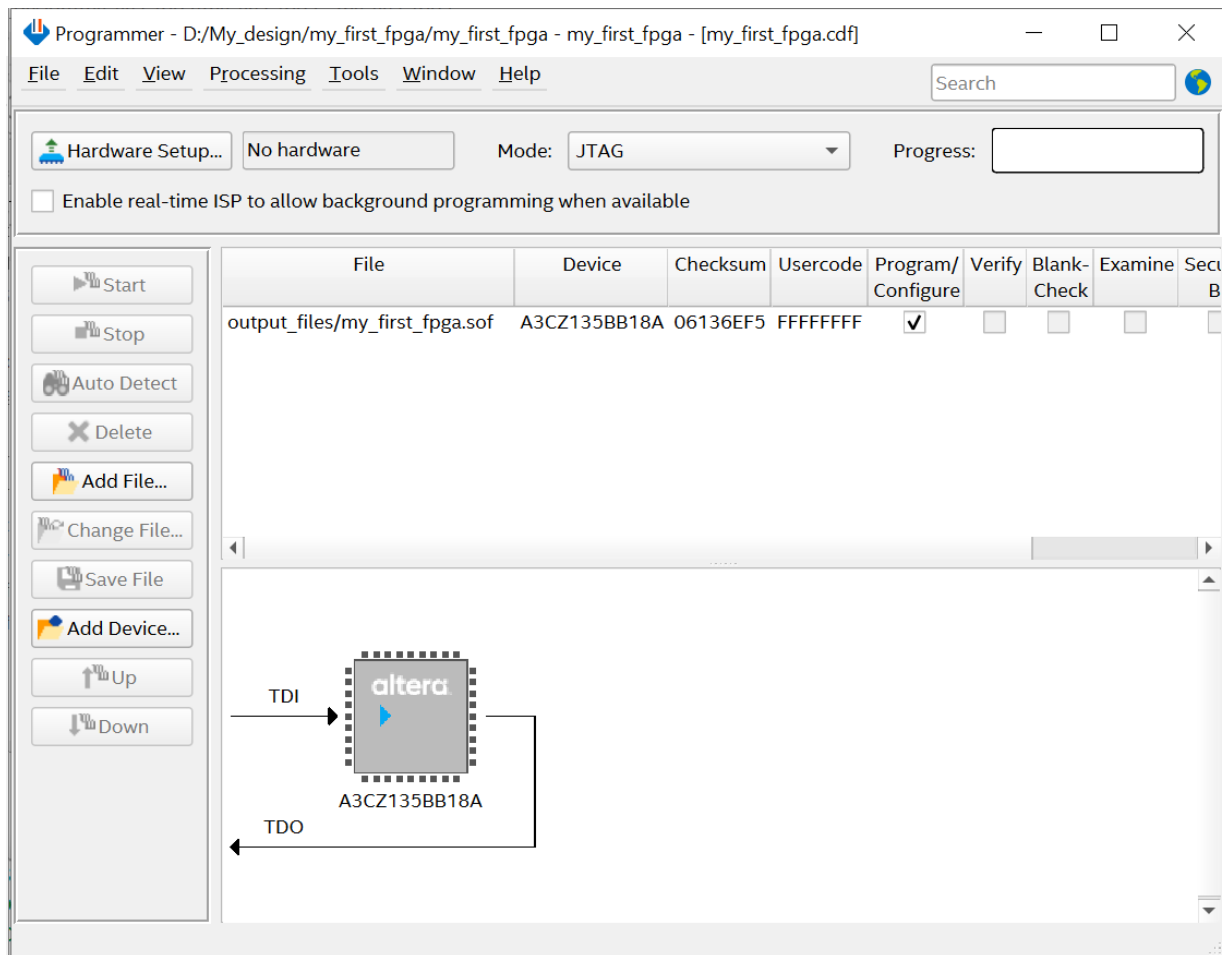 Programmer - D:/My_design/my_first_fpga/my_first_fpga - my_first_fpga - [my_first_fpga.cdf]
File Edit View Processing Tools Window Help
Search
Hardware Setup... No hardware Mode: JTAG Progress:
Enable real-time ISP to allow background programming when available
File Device Checksum Usercode Program/ Verify Blank- Examine Secu
Configure Check B
output_files/my_first_fpga.sof A3CZ135BB18A 06136EF5 FFFFFFFF
Start
Stop
Auto Detect
Delete
Add File...
Change File...
Save File
Add Device...
Up
Down
TDI
altera
A3CZ135BB18A
TDO